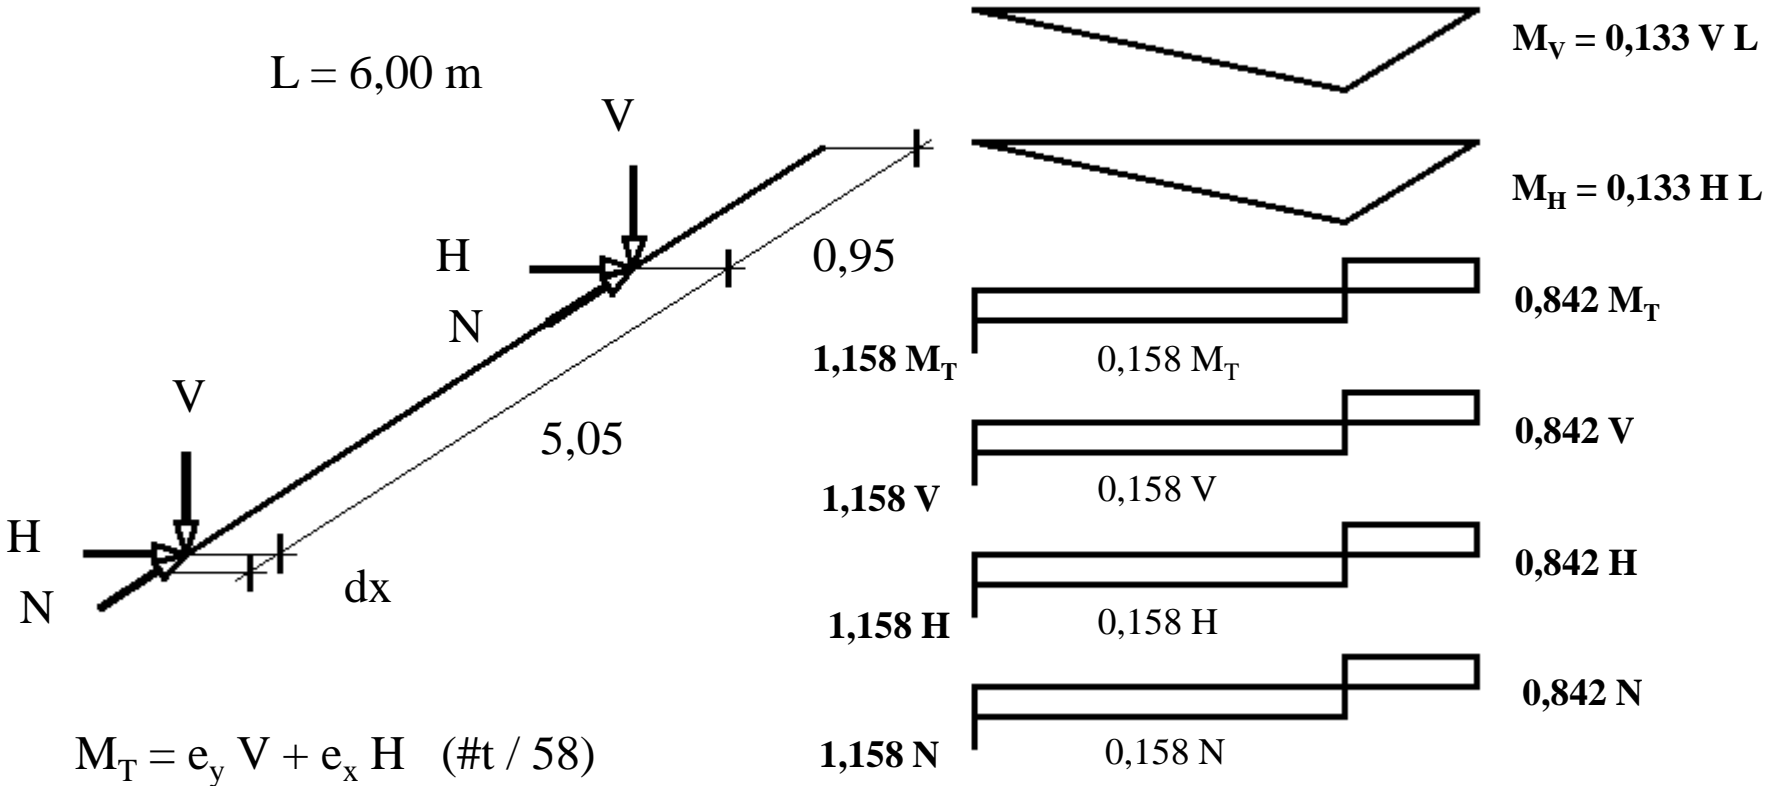 L = 6,00 m
V
H
N
0,95
V
5,05
H
N
dx
M_T = e_y V + e_x H (#t / 58)
M_V = 0,133 V L
M_H = 0,133 H L
0,842 M_T
1,158 M_T
0,158 M_T
0,842 V
1,158 V
0,158 V
0,842 H
1,158 H
0,158 H
0,842 N
1,158 N
0,158 N